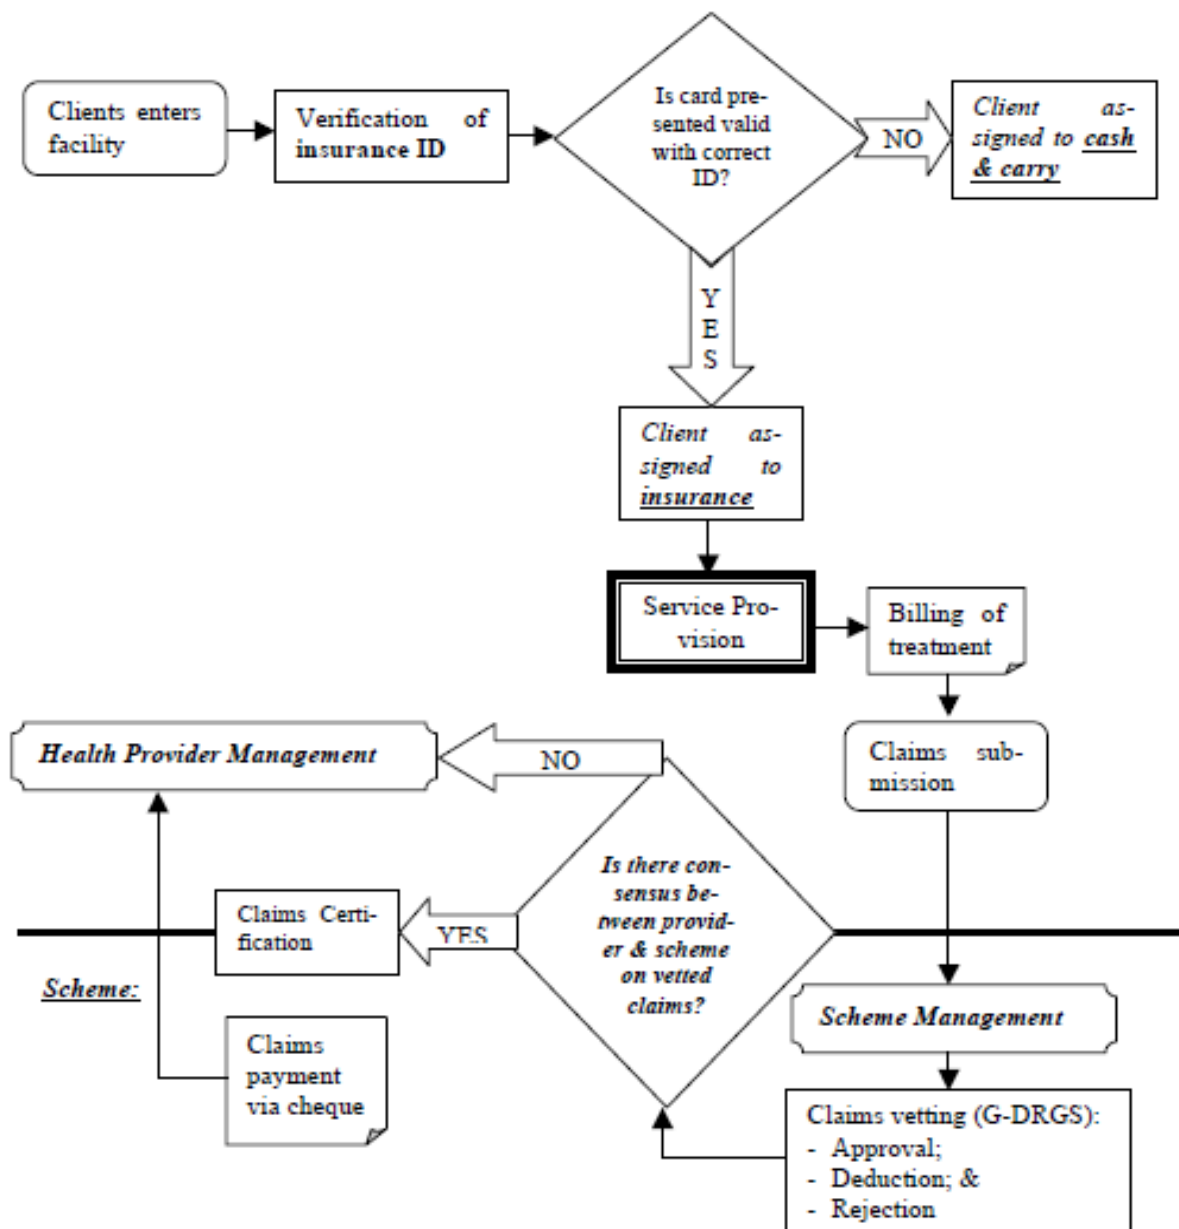 Clients enters
facility
Verification of
insurance ID
Is card pre-
sented valid
with correct
ID?
NO
Client as-
signed to cash
& carry
Y
E
S
Client as-
signed to
insurance
Service Pro-
vision
Billing of
treatment
Health Provider Management
NO
Claims sub-
mission
Is there con-
sensus be-
tween provid-
er & scheme
on vetted
claims?
Claims Certi-
fication
YES
Scheme:
Scheme Management
Claims
payment
via cheque
Claims vetting (G-DRGS):
- Approval;
- Deduction; &
- Rejection